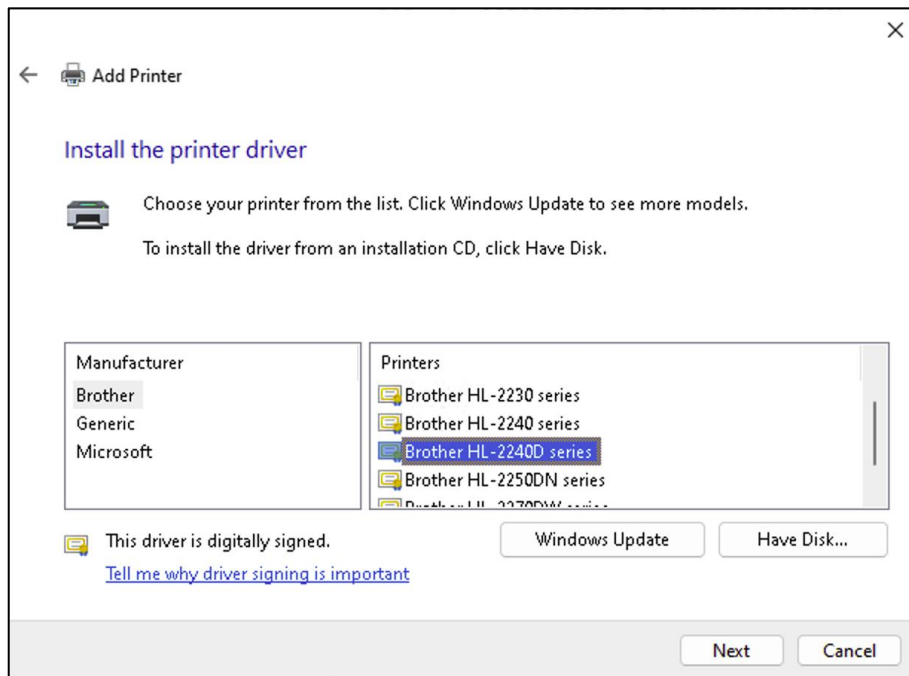 Add Printer
Install the printer driver
Choose your printer from the list. Click Windows Update to see more models.
To install the driver from an installation CD, click Have Disk.
Manufacturer
Brother
Generic
Microsoft
Printers
Brother HL-2230 series
Brother HL-2240 series
Brother HL-2240D series
Brother HL-2250DN series
This driver is digitally signed.
Tell me why driver signing is important
Windows Update
Have Disk...
Next
Cancel